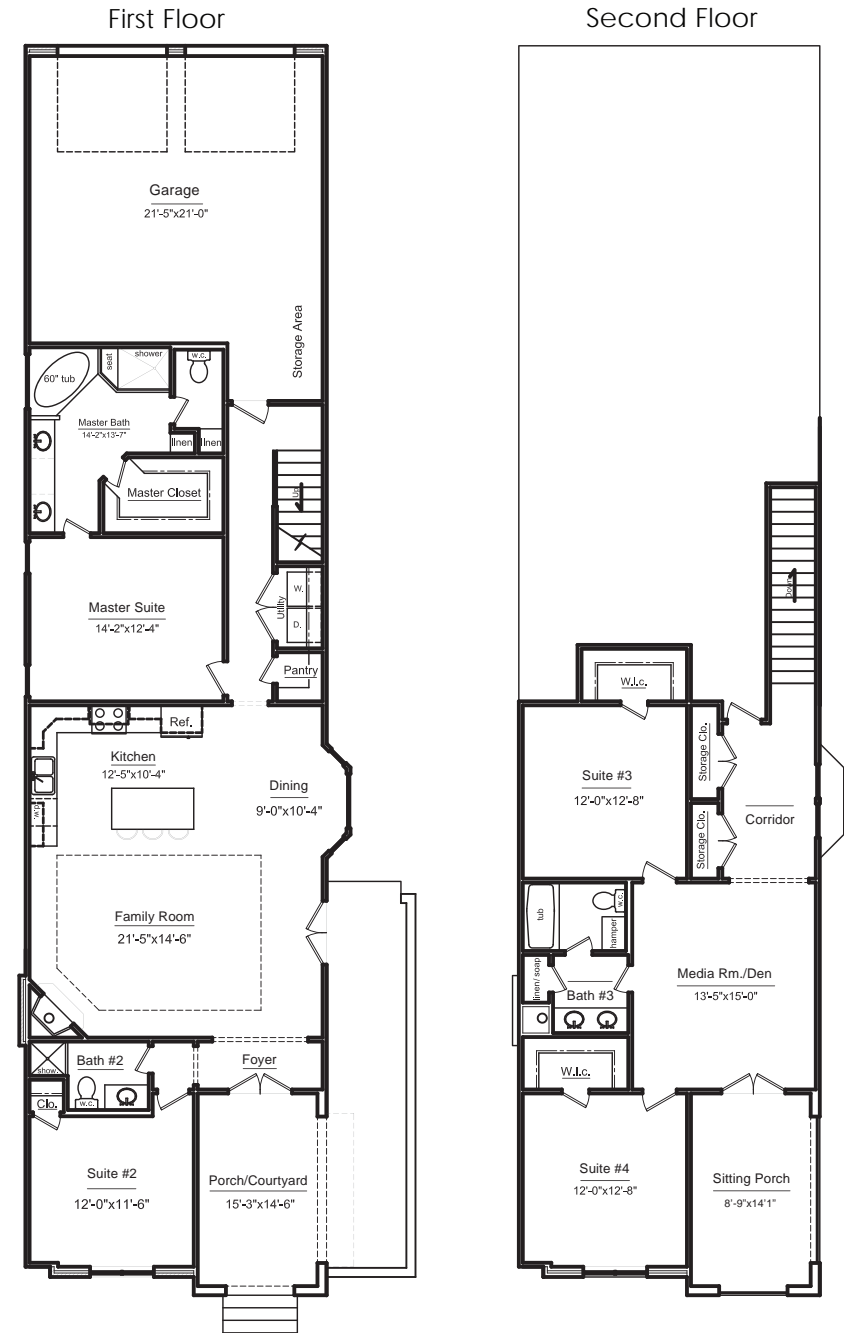 First Floor
Garage
21'-5"x21'-0"
Storage Area
seat
shower
w.c.
60" tub
Master Bath
14'-2"x13'-7"
linen
linen
Master Closet
Up
Master Suite
14'-2"x12'-4"
W.
Utility
D.
Pantry
Ref.
Kitchen
12'-5"x10'-4"
Dining
9'-0"x10'-4"
d.w.
Family Room
21'-5"x14'-6"
show.
Bath #2
Foyer
Clo.
w.c.
Suite #2
12'-0"x11'-6"
Porch/Courtyard
15'-3"x14'-6"
Second Floor
Down
W.I.c.
Suite #3
12'-0"x12'-8"
Storage Clo.
Storage Clo.
Corridor
tub
w.c.
hamper
linen/ soap
Bath #3
Media Rm./Den
13'-5"x15'-0"
W.I.c.
Suite #4
12'-0"x12'-8"
Sitting Porch
8'-9"x14'1"